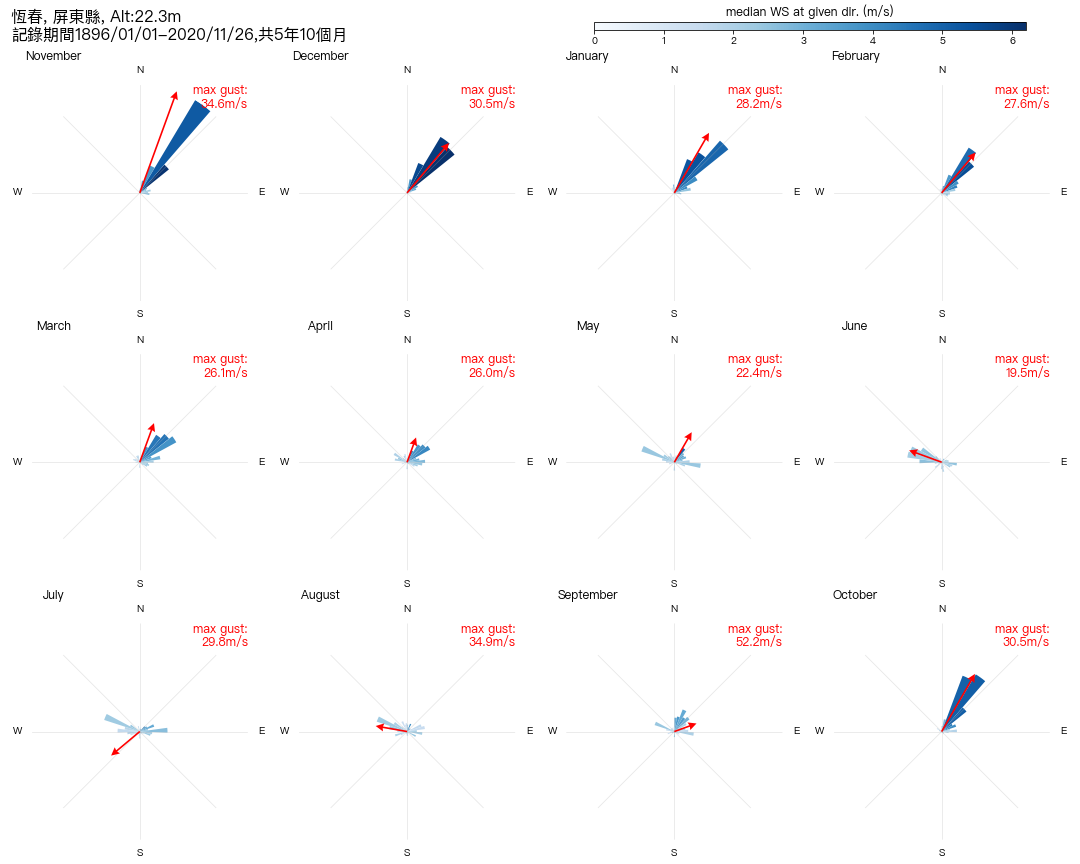 恆春, 屏東縣, Alt:22.3m
記錄期間1896/01/01–2020/11/26,共5年10個月
median WS at given dir. (m/s)
0 1 2 3 4 5 6
November
N
max gust:
34.6m/s
W
E
S
December
N
max gust:
30.5m/s
W
E
S
January
N
max gust:
28.2m/s
W
E
S
February
N
max gust:
27.6m/s
W
E
S
March
N
max gust:
26.1m/s
W
E
S
April
N
max gust:
26.0m/s
W
E
S
May
N
max gust:
22.4m/s
W
E
S
June
N
max gust:
19.5m/s
W
E
S
July
N
max gust:
29.8m/s
W
E
S
August
N
max gust:
34.9m/s
W
E
S
September
N
max gust:
52.2m/s
W
E
S
October
N
max gust:
30.5m/s
W
E
S